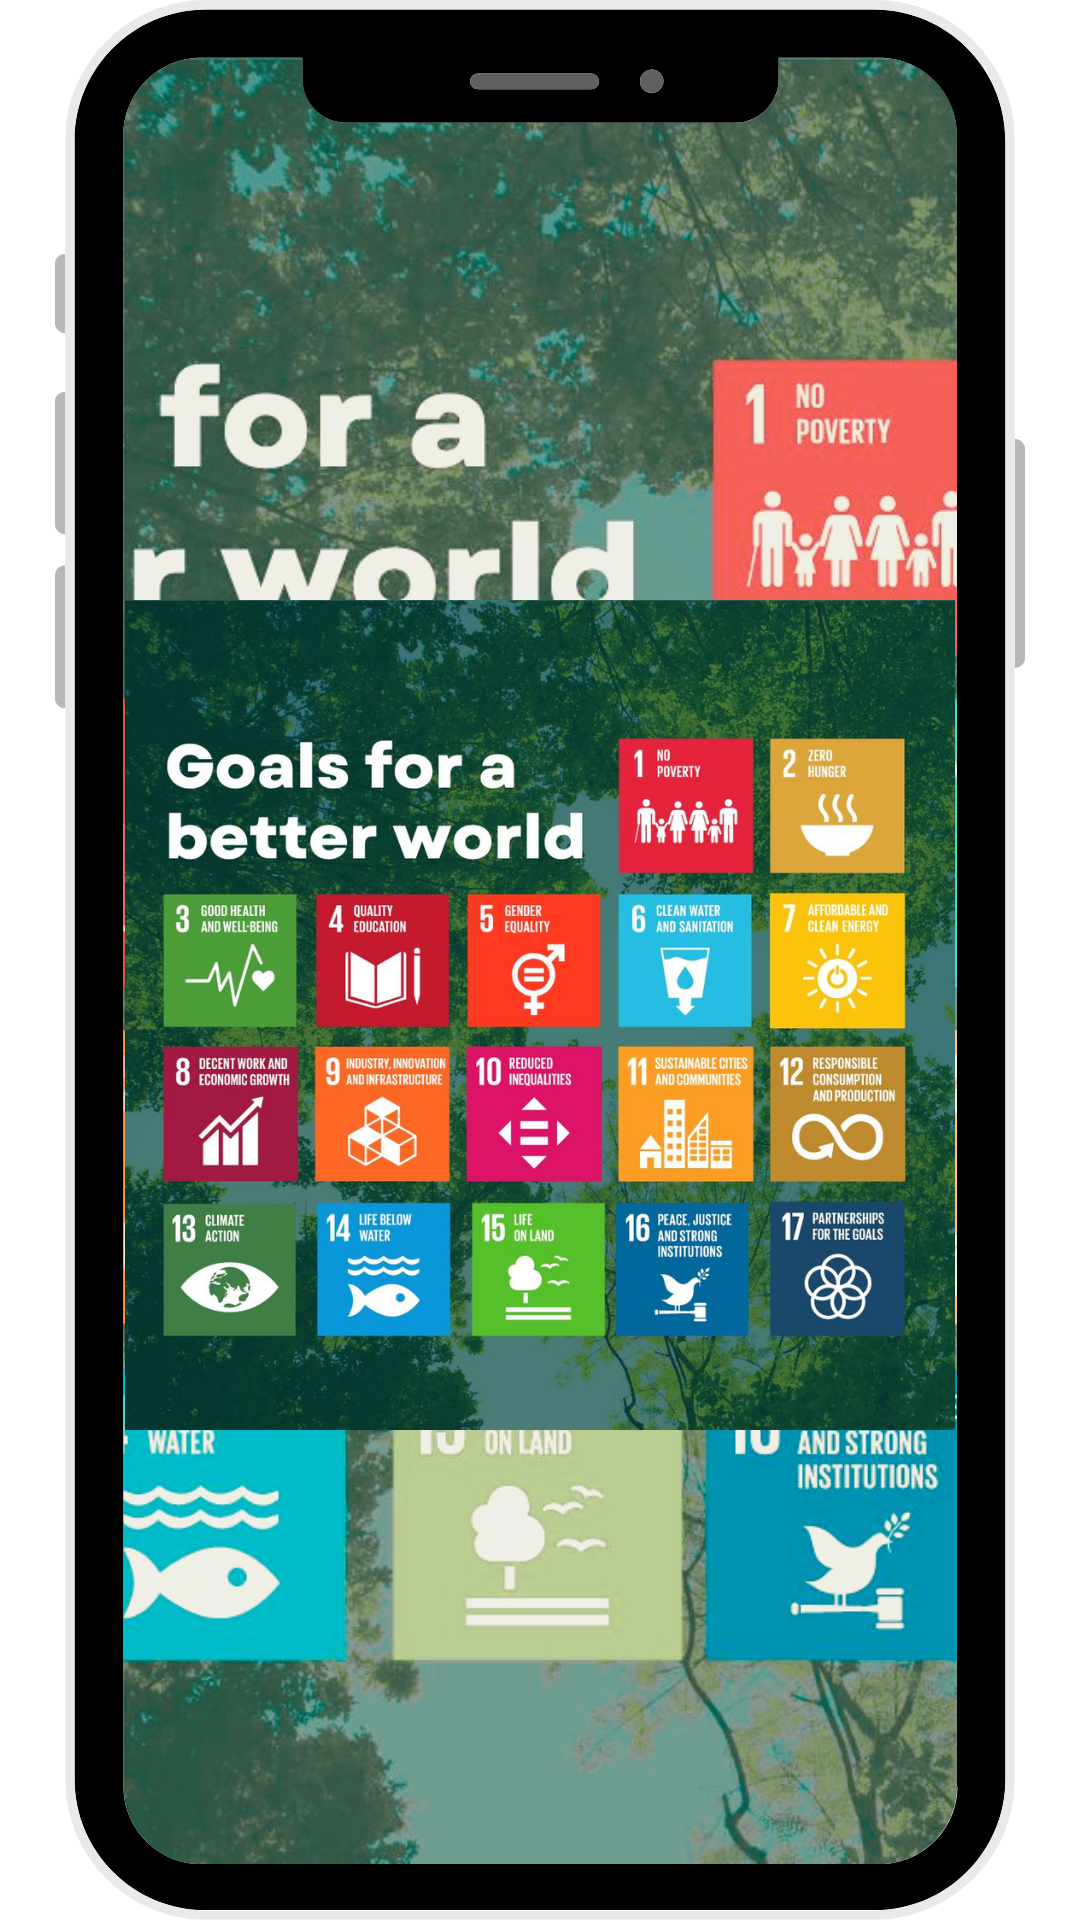 for a
r world
1 NO
POVERTY
Goals for a
better world
1 NO
POVERTY
2 ZERO
HUNGER
3 GOOD HEALTH
AND WELL-BEING
4 QUALITY
EDUCATION
5 GENDER
EQUALITY
6 CLEAN WATER
AND SANITATION
7 AFFORDABLE AND
CLEAN ENERGY
8 DECENT WORK AND
ECONOMIC GROWTH
9 INDUSTRY, INNOVATION
AND INFRASTRUCTURE
10 REDUCED
INEQUALITIES
11 SUSTAINABLE CITIES
AND COMMUNITIES
12 RESPONSIBLE
CONSUMPTION
AND PRODUCTION
13 CLIMATE
ACTION
14 LIFE BELOW
WATER
15 LIFE
ON LAND
16 PEACE, JUSTICE
AND STRONG
INSTITUTIONS
17 PARTNERSHIPS
FOR THE GOALS
WATER
ON LAND
AND STRONG
INSTITUTIONS